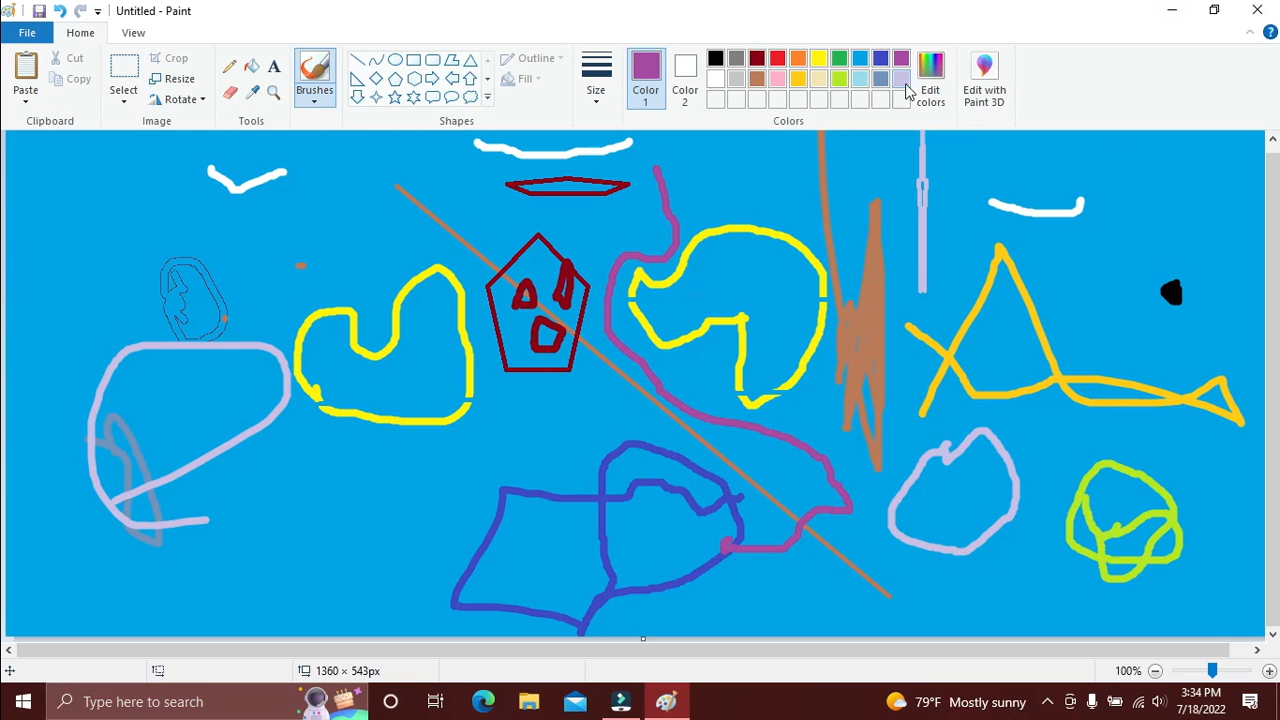 Untitled - Paint
File
Home
View
Paste
Cut
Copy
Clipboard
Select
Crop
Resize
Rotate
Image
Tools
Brushes
Outline
Fill
Shapes
Size
Color 1
Color 2
Edit colors
Colors
Edit with Paint 3D
1360 × 543px
100%
Type here to search
79°F Mostly sunny
3:34 PM
7/18/2022